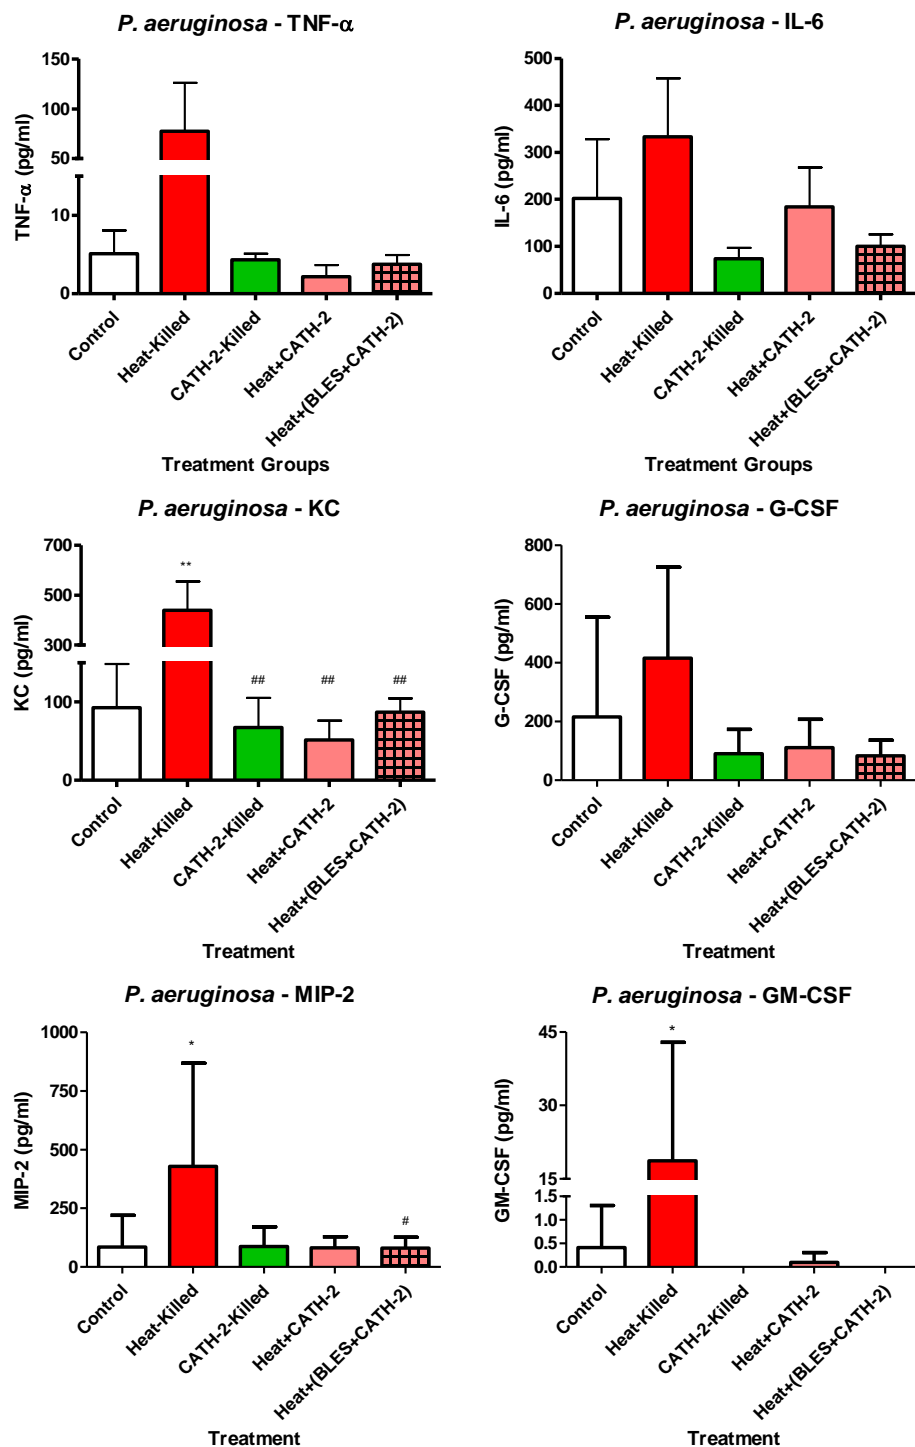 P. aeruginosa - TNF-α
TNF-α (pg/ml)
150
100
50
10
0
Control
Heat-Killed
CATH-2-Killed
Heat+CATH-2
Heat+(BLES+CATH-2)
Treatment Groups
P. aeruginosa - IL-6
IL-6 (pg/ml)
500
400
300
200
100
0
Control
Heat-Killed
CATH-2-Killed
Heat+CATH-2
Heat+(BLES+CATH-2)
Treatment Groups
P. aeruginosa - KC
KC (pg/ml)
700
500
300
100
0
**
##
##
##
Control
Heat-Killed
CATH-2-Killed
Heat+CATH-2
Heat+(BLES+CATH-2)
Treatment
P. aeruginosa - G-CSF
G-CSF (pg/ml)
800
600
400
200
0
Control
Heat-Killed
CATH-2-Killed
Heat+CATH-2
Heat+(BLES+CATH-2)
Treatment
P. aeruginosa - MIP-2
MIP-2 (pg/ml)
1000
750
500
250
0
*
#
Control
Heat-Killed
CATH-2-Killed
Heat+CATH-2
Heat+(BLES+CATH-2)
Treatment
P. aeruginosa - GM-CSF
GM-CSF (pg/ml)
45
30
15
1.5
1.0
0.5
0.0
*
Control
Heat-Killed
CATH-2-Killed
Heat+CATH-2
Heat+(BLES+CATH-2)
Treatment